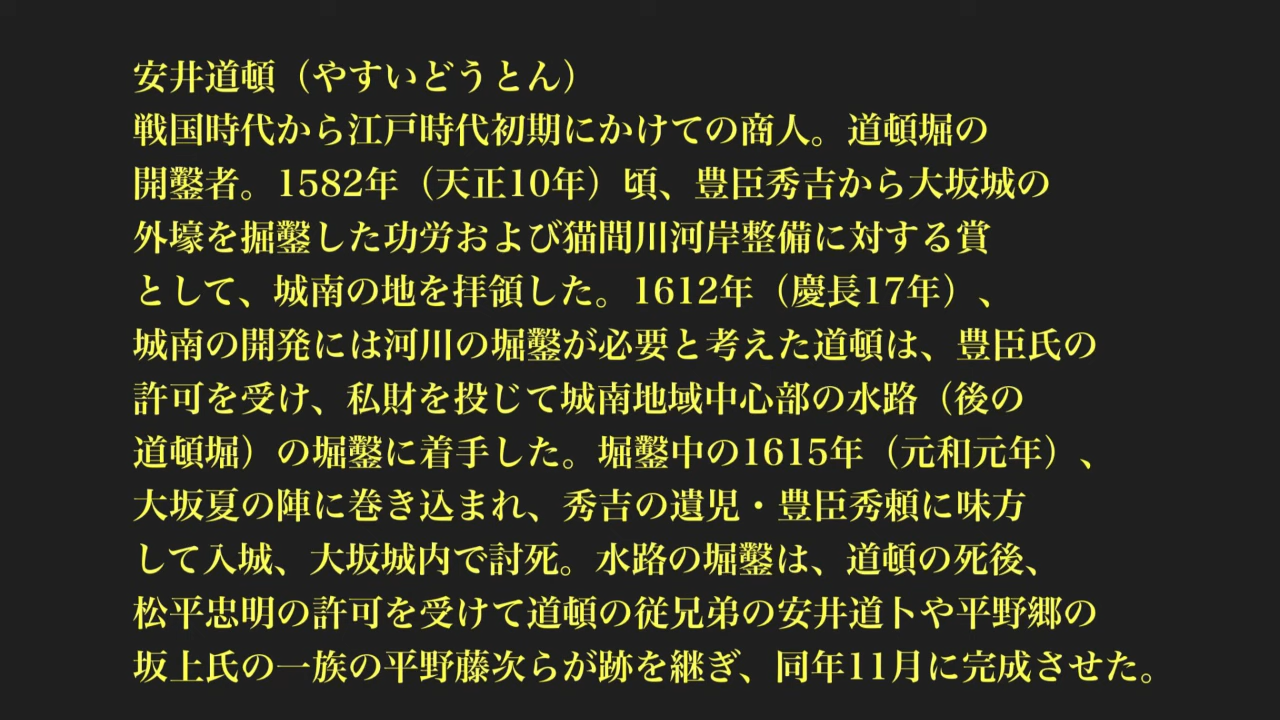 安井道頓（やすいどうとん）
戦国時代から江戸時代初期にかけての商人。道頓堀の
開鑿者。1582年（天正10年）頃、豊臣秀吉から大坂城の
外壕を掘鑿した功労および猫間川河岸整備に対する賞
として、城南の地を拝領した。1612年（慶長17年）、
城南の開発には河川の堀鑿が必要と考えた道頓は、豊臣氏の
許可を受け、私財を投じて城南地域中心部の水路（後の
道頓堀）の堀鑿に着手した。堀鑿中の1615年（元和元年）、
大坂夏の陣に巻き込まれ、秀吉の遺児・豊臣秀頼に味方
して入城、大坂城内で討死。水路の堀鑿は、道頓の死後、
松平忠明の許可を受けて道頓の従兄弟の安井道卜や平野郷の
坂上氏の一族の平野藤次らが跡を継ぎ、同年11月に完成させた。